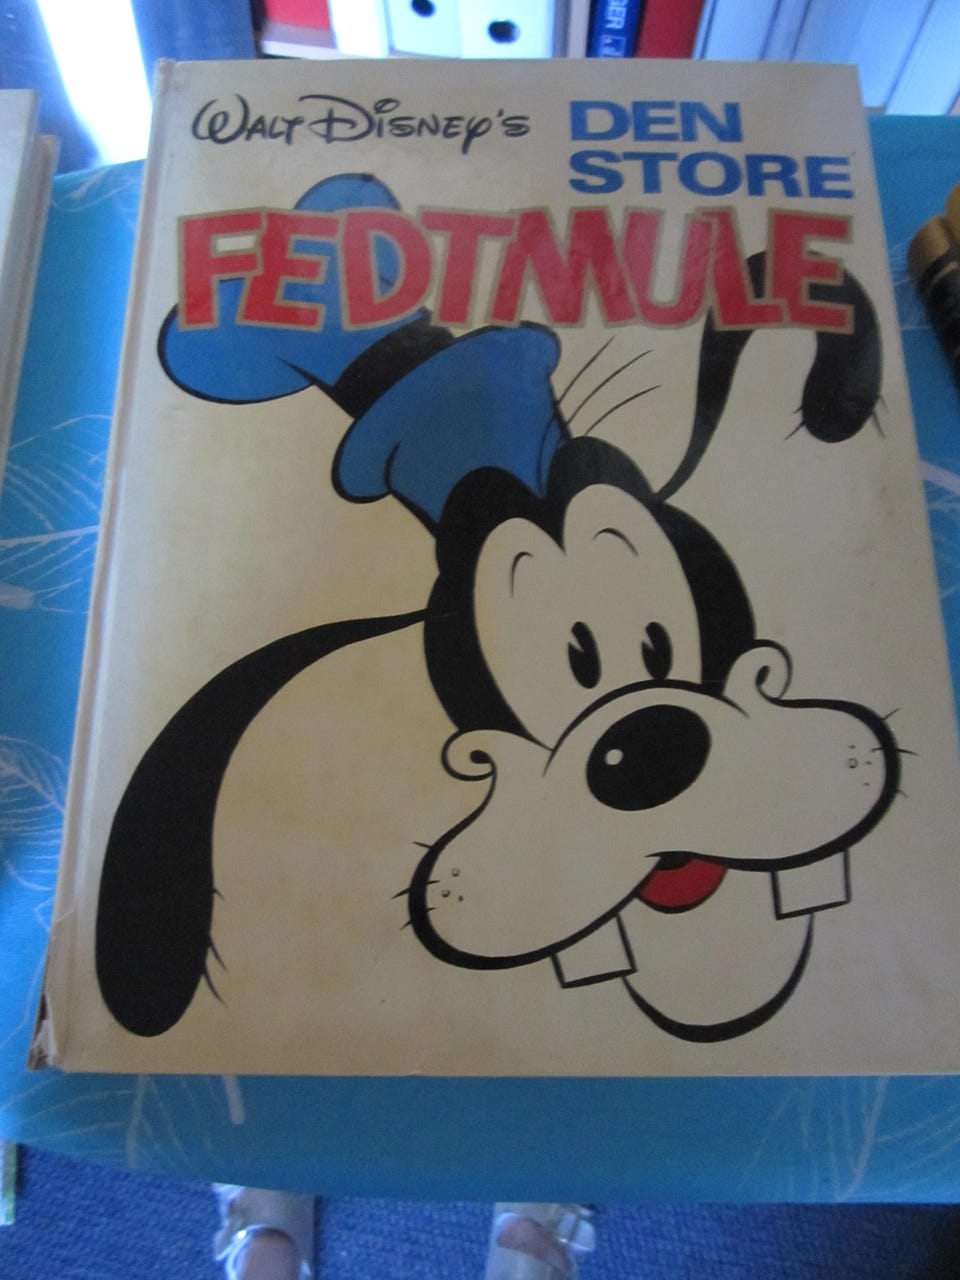 WALT DISNEY'S
DEN
STORE
FEDTMULE